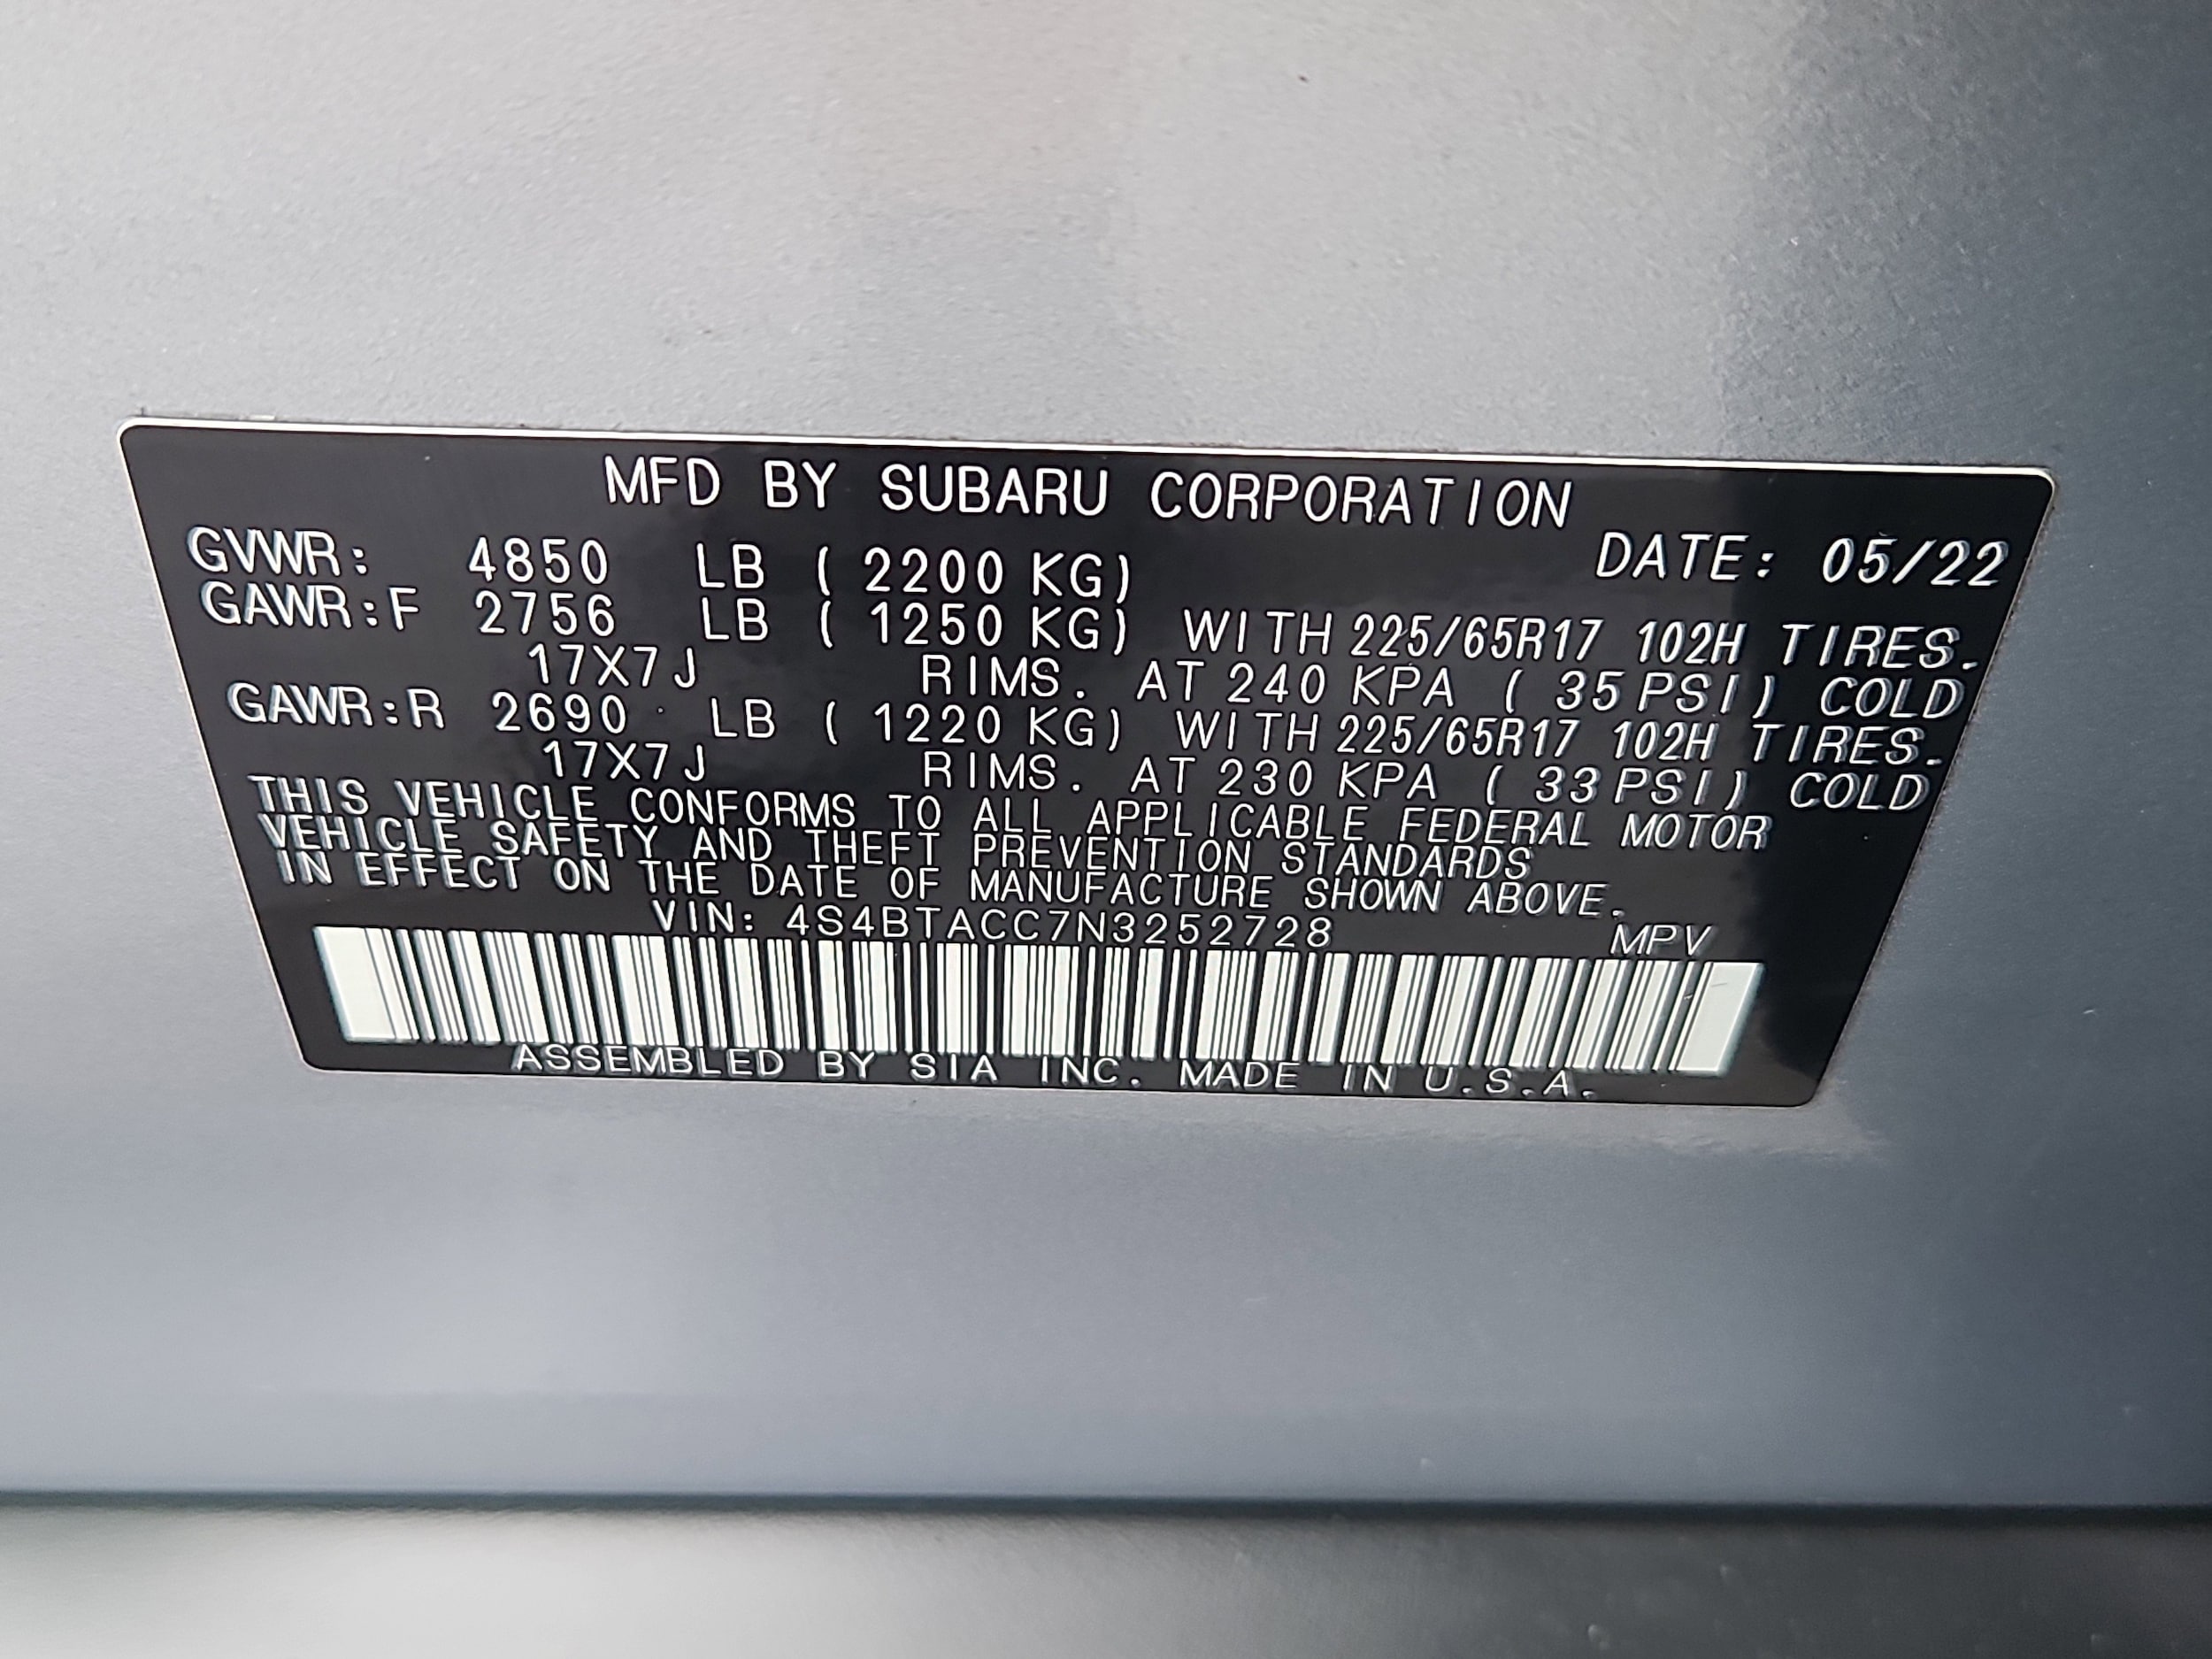 MFD BY SUBARU CORPORATION
GVWR: 4850 LB ( 2200 KG) DATE: 05/22
GAWR:F 2756 LB ( 1250 KG) WITH 225/65R17 102H TIRES.
17X7J RIMS. AT 240 KPA ( 35 PSI) COLD
GAWR:R 2690 LB ( 1220 KG) WITH 225/65R17 102H TIRES.
17X7J RIMS. AT 230 KPA ( 33 PSI) COLD
THIS VEHICLE CONFORMS TO ALL APPLICABLE FEDERAL MOTOR
VEHICLE SAFETY AND THEFT PREVENTION STANDARDS
IN EFFECT ON THE DATE OF MANUFACTURE SHOWN ABOVE.
VIN: 4S4BTACC7N3252728 MPV
ASSEMBLED BY SIA INC. MADE IN U.S.A.